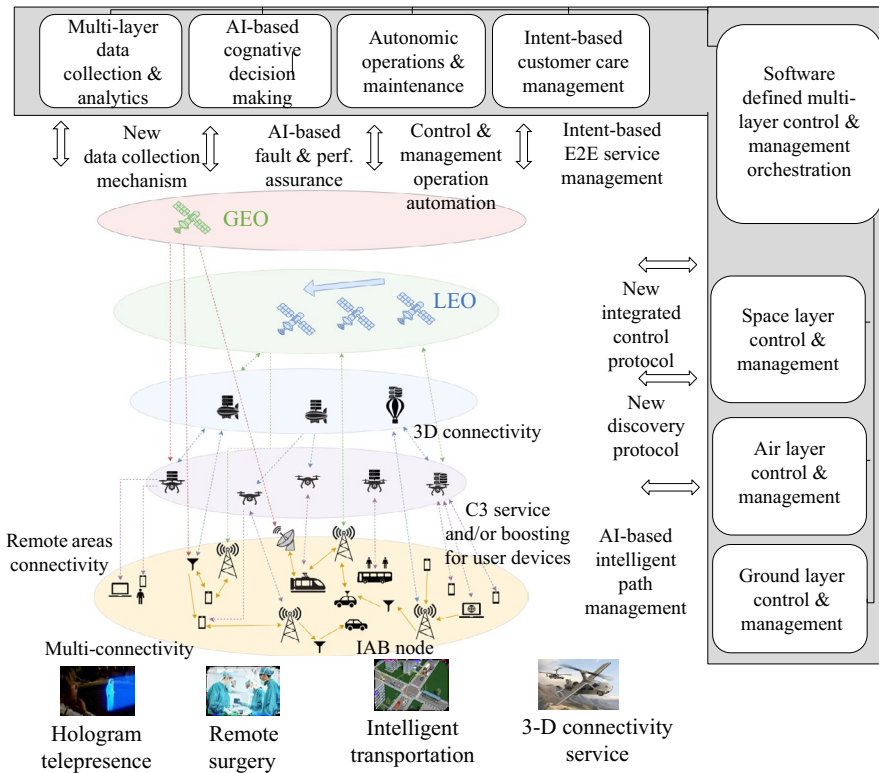 Multi-layer
data
collection &
analytics
AI-based
cognitive
decision
making
Autonomic
operations &
maintenance
Intent-based
customer care
management
Software
defined multi-
layer control &
management
orchestration
New
data collection
mechanism
AI-based
fault & perf.
assurance
Control &
management
operation
automation
Intent-based
E2E service
management
GEO
LEO
New
integrated
control
protocol
Space layer
control &
management
3D connectivity
New
discovery
protocol
Air layer
control &
management
C3 service
and/or boosting
for user devices
Remote areas
connectivity
AI-based
intelligent
path
management
Ground layer
control &
management
Multi-connectivity
IAB node
Hologram
telepresence
Remote
surgery
Intelligent
transportation
3-D connectivity
service